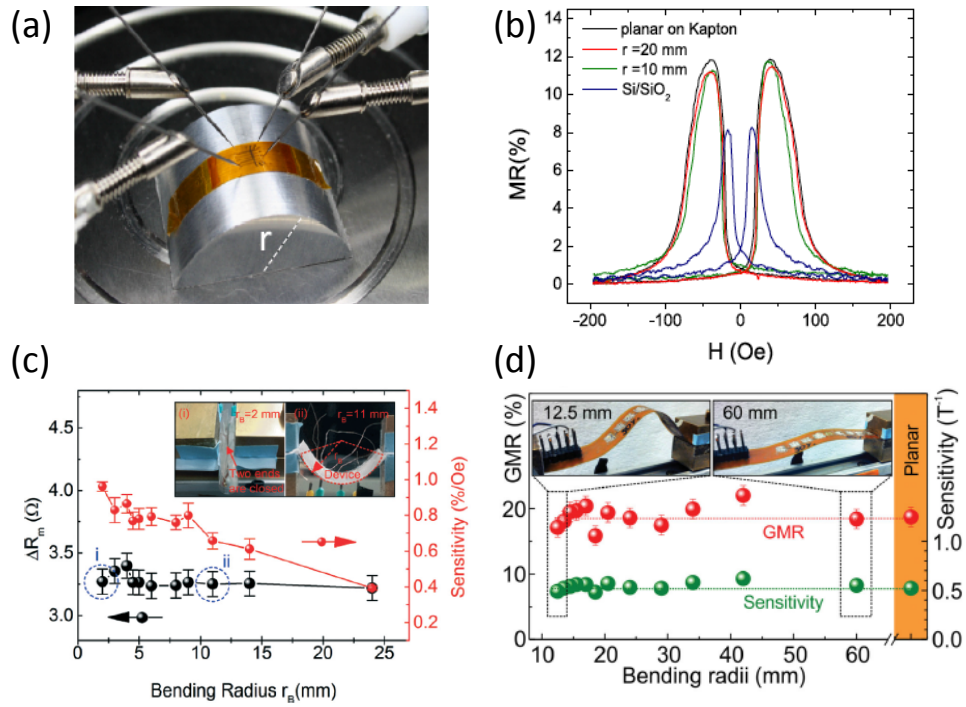 (a)
r
(b)
14
12
10
8
6
4
2
0
MR(%)
planar on Kapton
r =20 mm
r =10 mm
Si/SiO2
-200
-100
0
100
200
H (Oe)
(c)
4.5
4.0
3.5
3.0
ΔRm (Ω)
(i)
rB=2 mm
Two ends
are closed
(ii)
rB=11 mm
Device
i
ii
1.4
1.2
1.0
0.8
0.6
0.4
0.2
Sensitivity (%/Oe)
0
5
10
15
20
25
Bending Radius rB(mm)
(d)
GMR (%)
20
10
0
12.5 mm
60 mm
GMR
Sensitivity
Planar
1.0
0.5
0.0
Sensitivity (T-1)
10
20
30
40
50
60
Bending radii (mm)